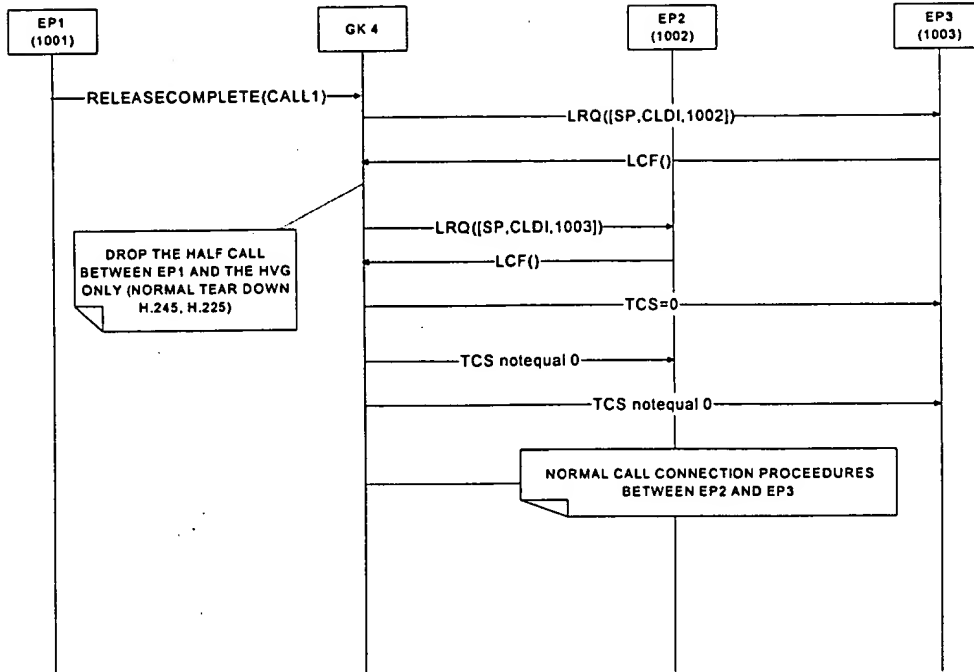 EP1
(1001)
GK 4
EP2
(1002)
EP3
(1003)
RELEASECOMPLETE(CALL1)
LRQ([SP,CLDI,1002])
LCF()
DROP THE HALF CALL
BETWEEN EP1 AND THE HVG
ONLY (NORMAL TEAR DOWN
H.245, H.225)
LRQ([SP,CLDI,1003])
LCF()
TCS=0
TCS notequal 0
TCS notequal 0
NORMAL CALL CONNECTION PROCEEDURES
BETWEEN EP2 AND EP3